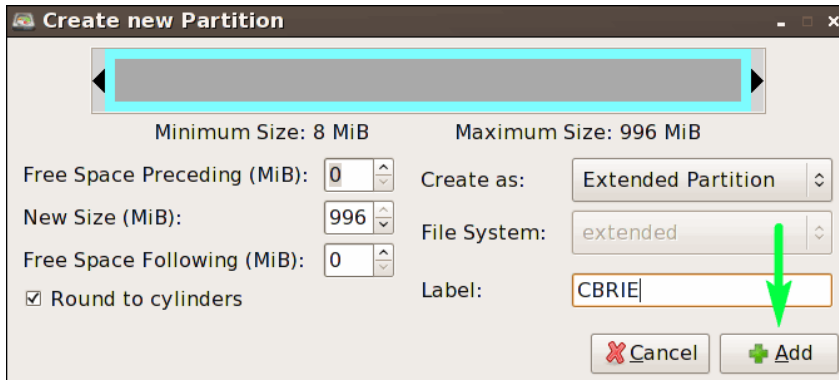 Create new Partition
Minimum Size: 8 MiB Maximum Size: 996 MiB
Free Space Preceding (MiB): 0
Create as: Extended Partition
New Size (MiB): 996
File System: extended
Free Space Following (MiB): 0
Label: CBRIE
Round to cylinders
Cancel Add